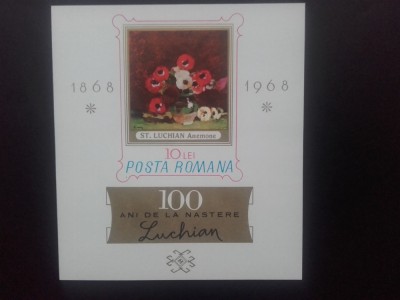 1868 1968
ST. LUCHIAN Anemone
10 LEI
POSTA ROMANA
100
ANI DE LA NASTERE
Luchian